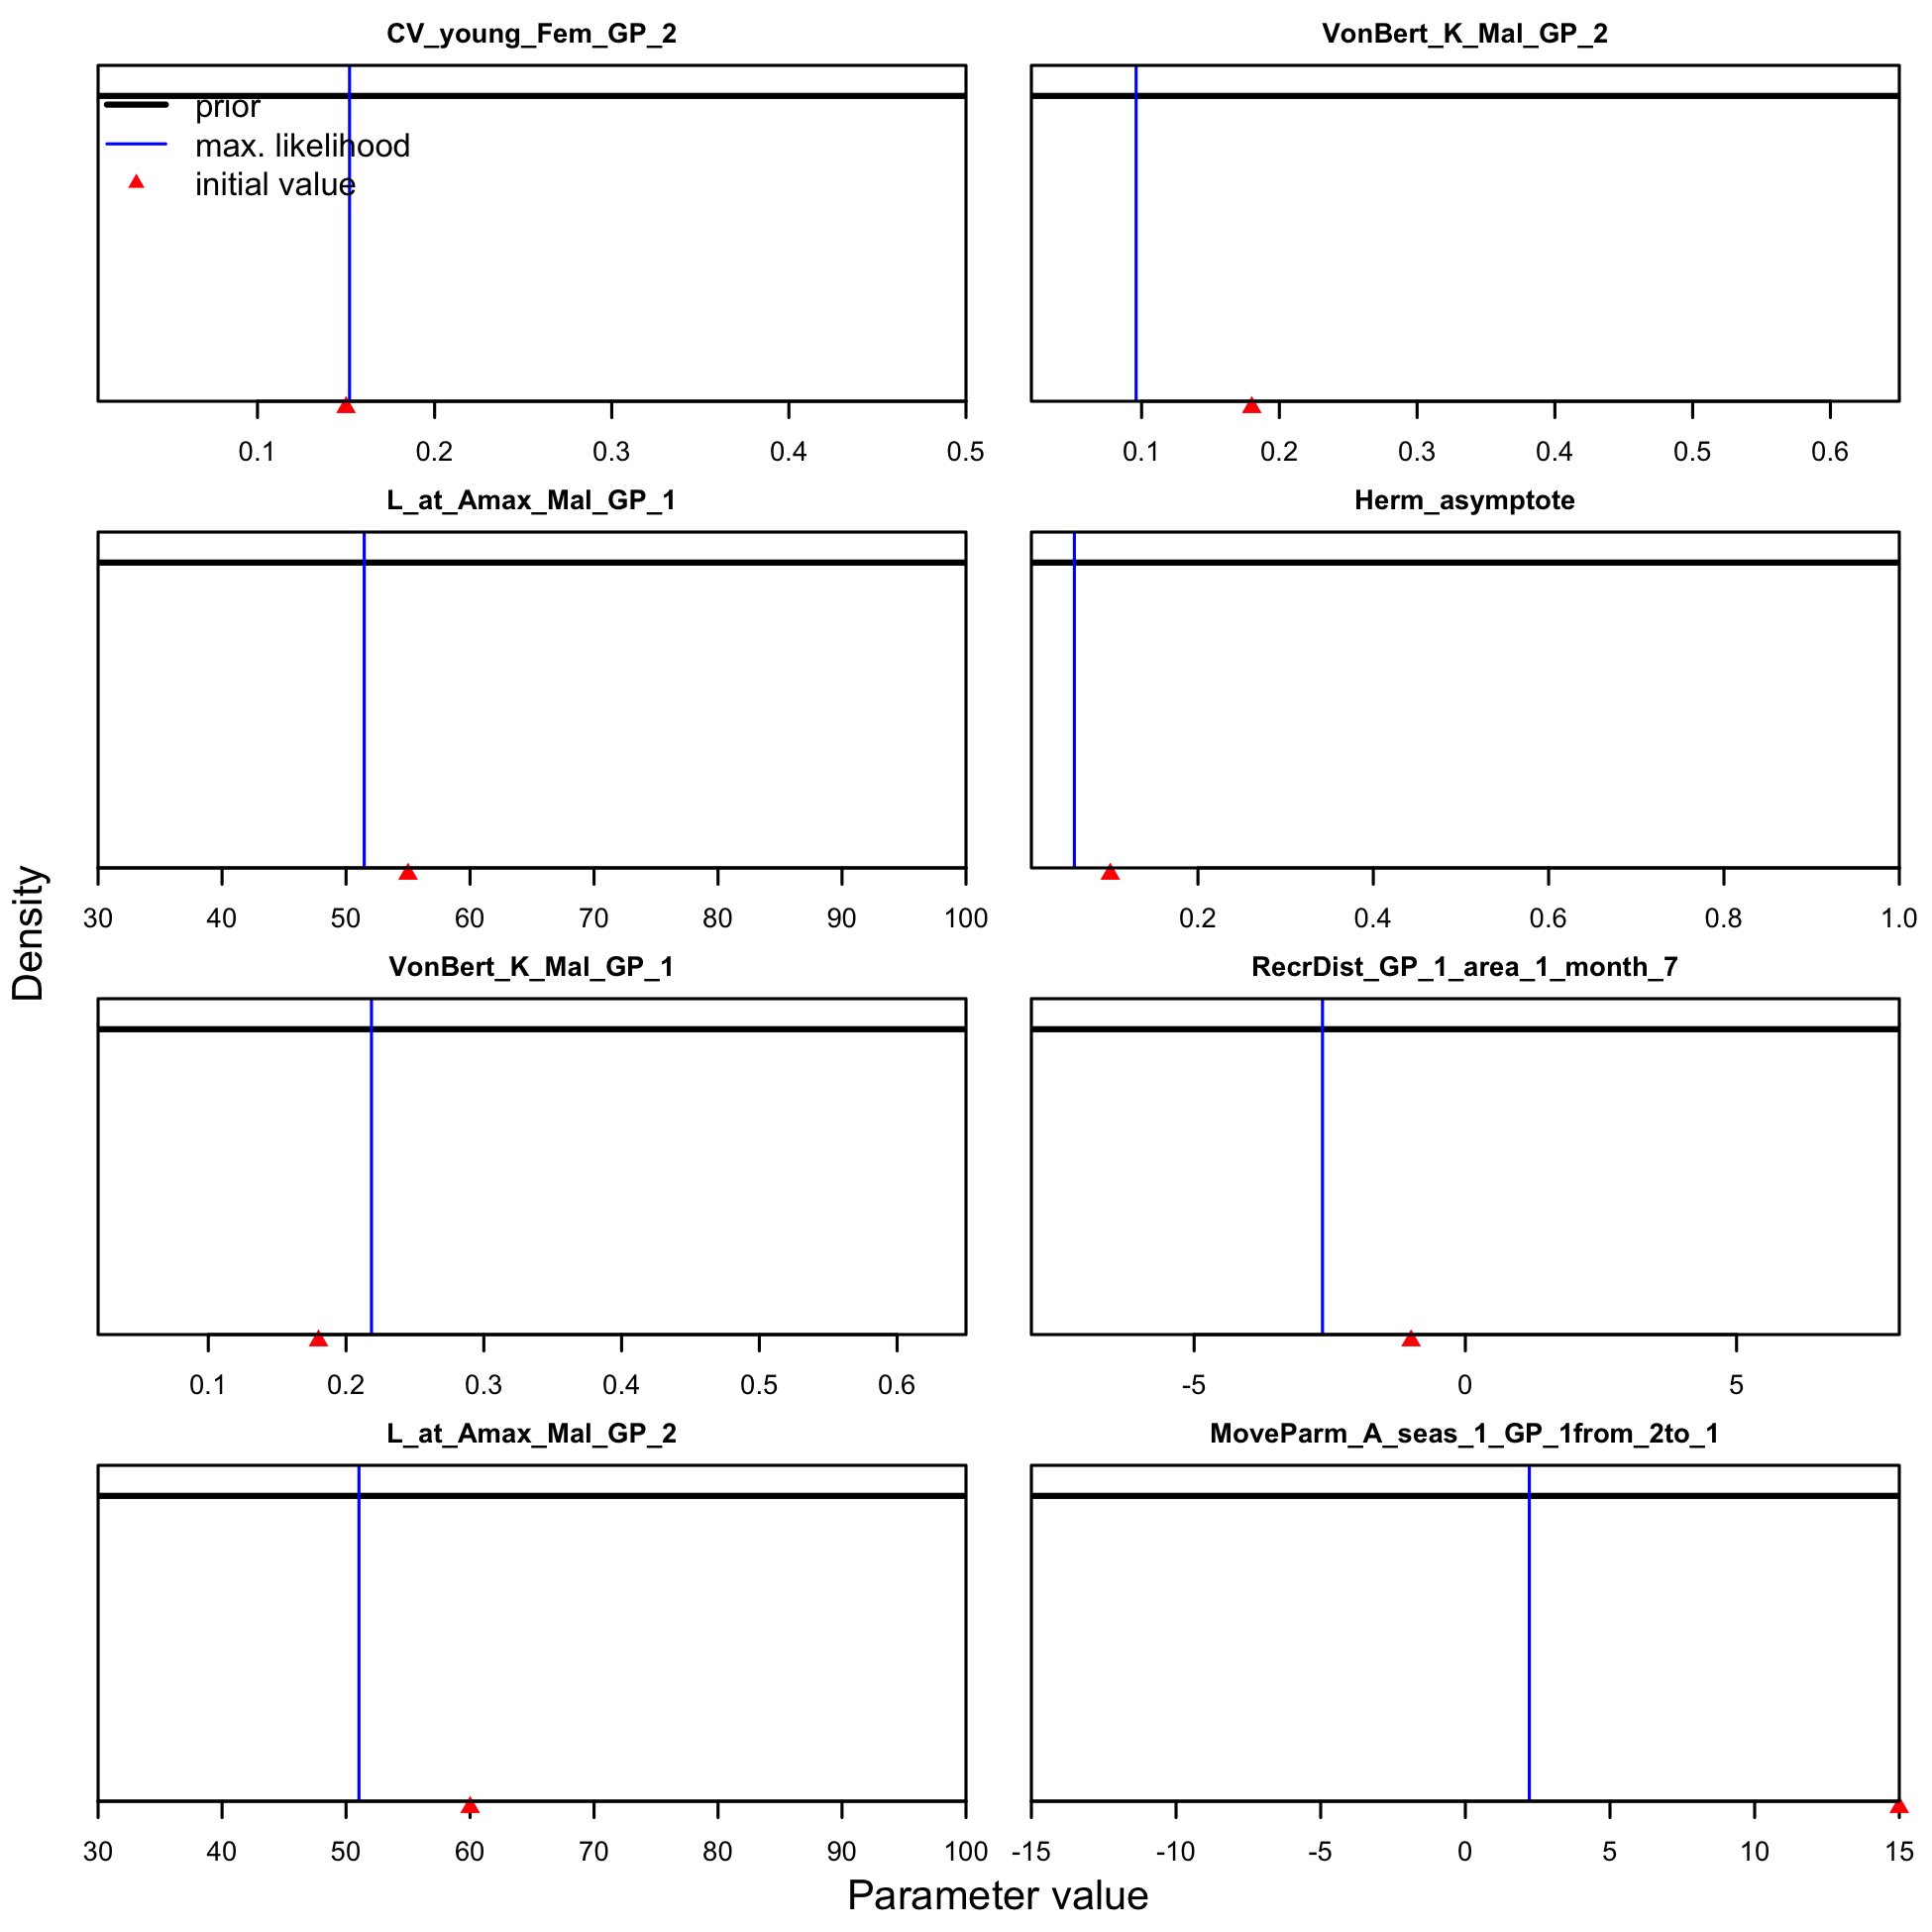 CV_young_Fem_GP_2
prior
max. likelihood
initial value
0.1 0.2 0.3 0.4 0.5
VonBert_K_Mal_GP_2
0.1 0.2 0.3 0.4 0.5 0.6
L_at_Amax_Mal_GP_1
30 40 50 60 70 80 90 100
Herm_asymptote
0.2 0.4 0.6 0.8 1.0
VonBert_K_Mal_GP_1
0.1 0.2 0.3 0.4 0.5 0.6
RecrDist_GP_1_area_1_month_7
-5 0 5
L_at_Amax_Mal_GP_2
30 40 50 60 70 80 90 100
MoveParm_A_seas_1_GP_1from_2to_1
-15 -10 -5 0 5 10 15
Density
Parameter value